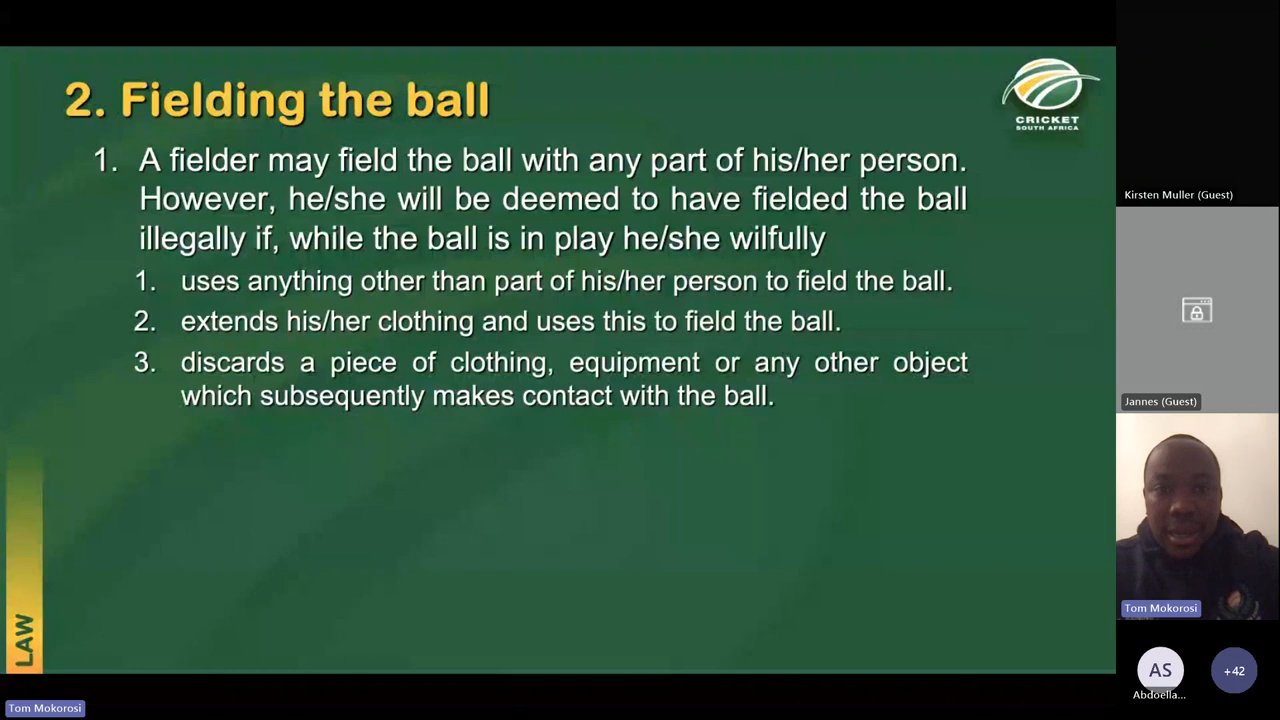 2. Fielding the ball
CRICKET
SOUTH AFRICA
1. A fielder may field the ball with any part of his/her person.
However, he/she will be deemed to have fielded the ball
illegally if, while the ball is in play he/she wilfully
1. uses anything other than part of his/her person to field the ball.
2. extends his/her clothing and uses this to field the ball.
3. discards a piece of clothing, equipment or any other object
which subsequently makes contact with the ball.
LAW
Tom Mokorosi
Kirsten Muller (Guest)
Jannes (Guest)
Tom Mokorosi
AS
+42
Abdoella...